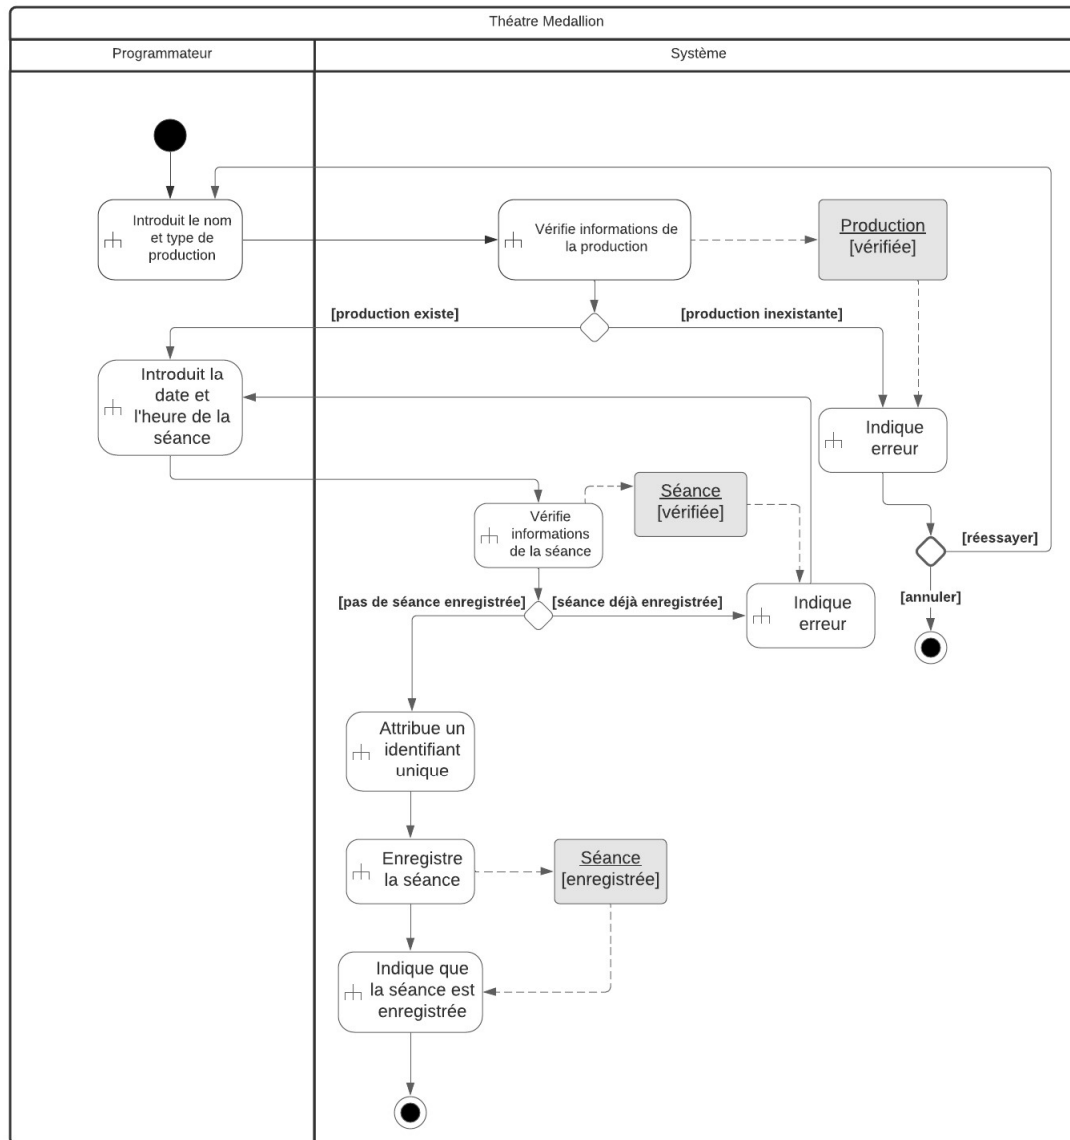 Théatre Medallion
Programmateur
Système
Introduit le nom
et type de
production
Vérifie informations de
la production
Production
[vérifiée]
[production existe]
[production inexistante]
Introduit la
date et
l'heure de la
séance
Indique
erreur
Séance
[vérifiée]
Vérifie
informations
de la séance
[réessayer]
[annuler]
[pas de séance enregistrée]
[séance déjà enregistrée]
Indique
erreur
Attribue un
identifiant
unique
Enregistre
la séance
Séance
[enregistrée]
Indique que
la séance est
enregistrée